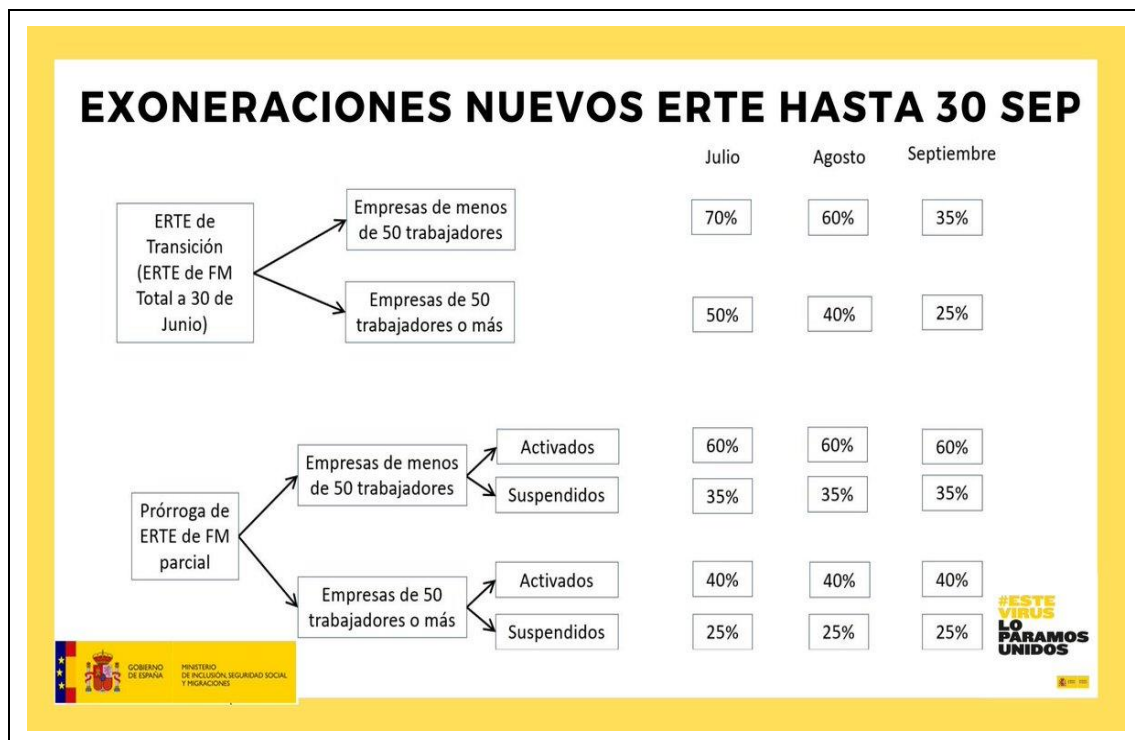 EXONERACIONES NUEVOS ERTE HASTA 30 SEP
Julio Agosto Septiembre
ERTE de
Transición
(ERTE de FM
Total a 30 de
Junio)
Empresas de menos
de 50 trabajadores
70% 60% 35%
Empresas de 50
trabajadores o más
50% 40% 25%
Prórroga de
ERTE de FM
parcial
Empresas de menos
de 50 trabajadores
Activados
60% 60% 60%
Suspendidos
35% 35% 35%
Empresas de 50
trabajadores o más
Activados
40% 40% 40%
Suspendidos
25% 25% 25%
#ESTE
VIRUS
LO
PARAMOS
UNIDOS
GOBIERNO
DE ESPAÑA
MINISTERIO
DE INCLUSIÓN, SEGURIDAD SOCIAL
Y MIGRACIONES